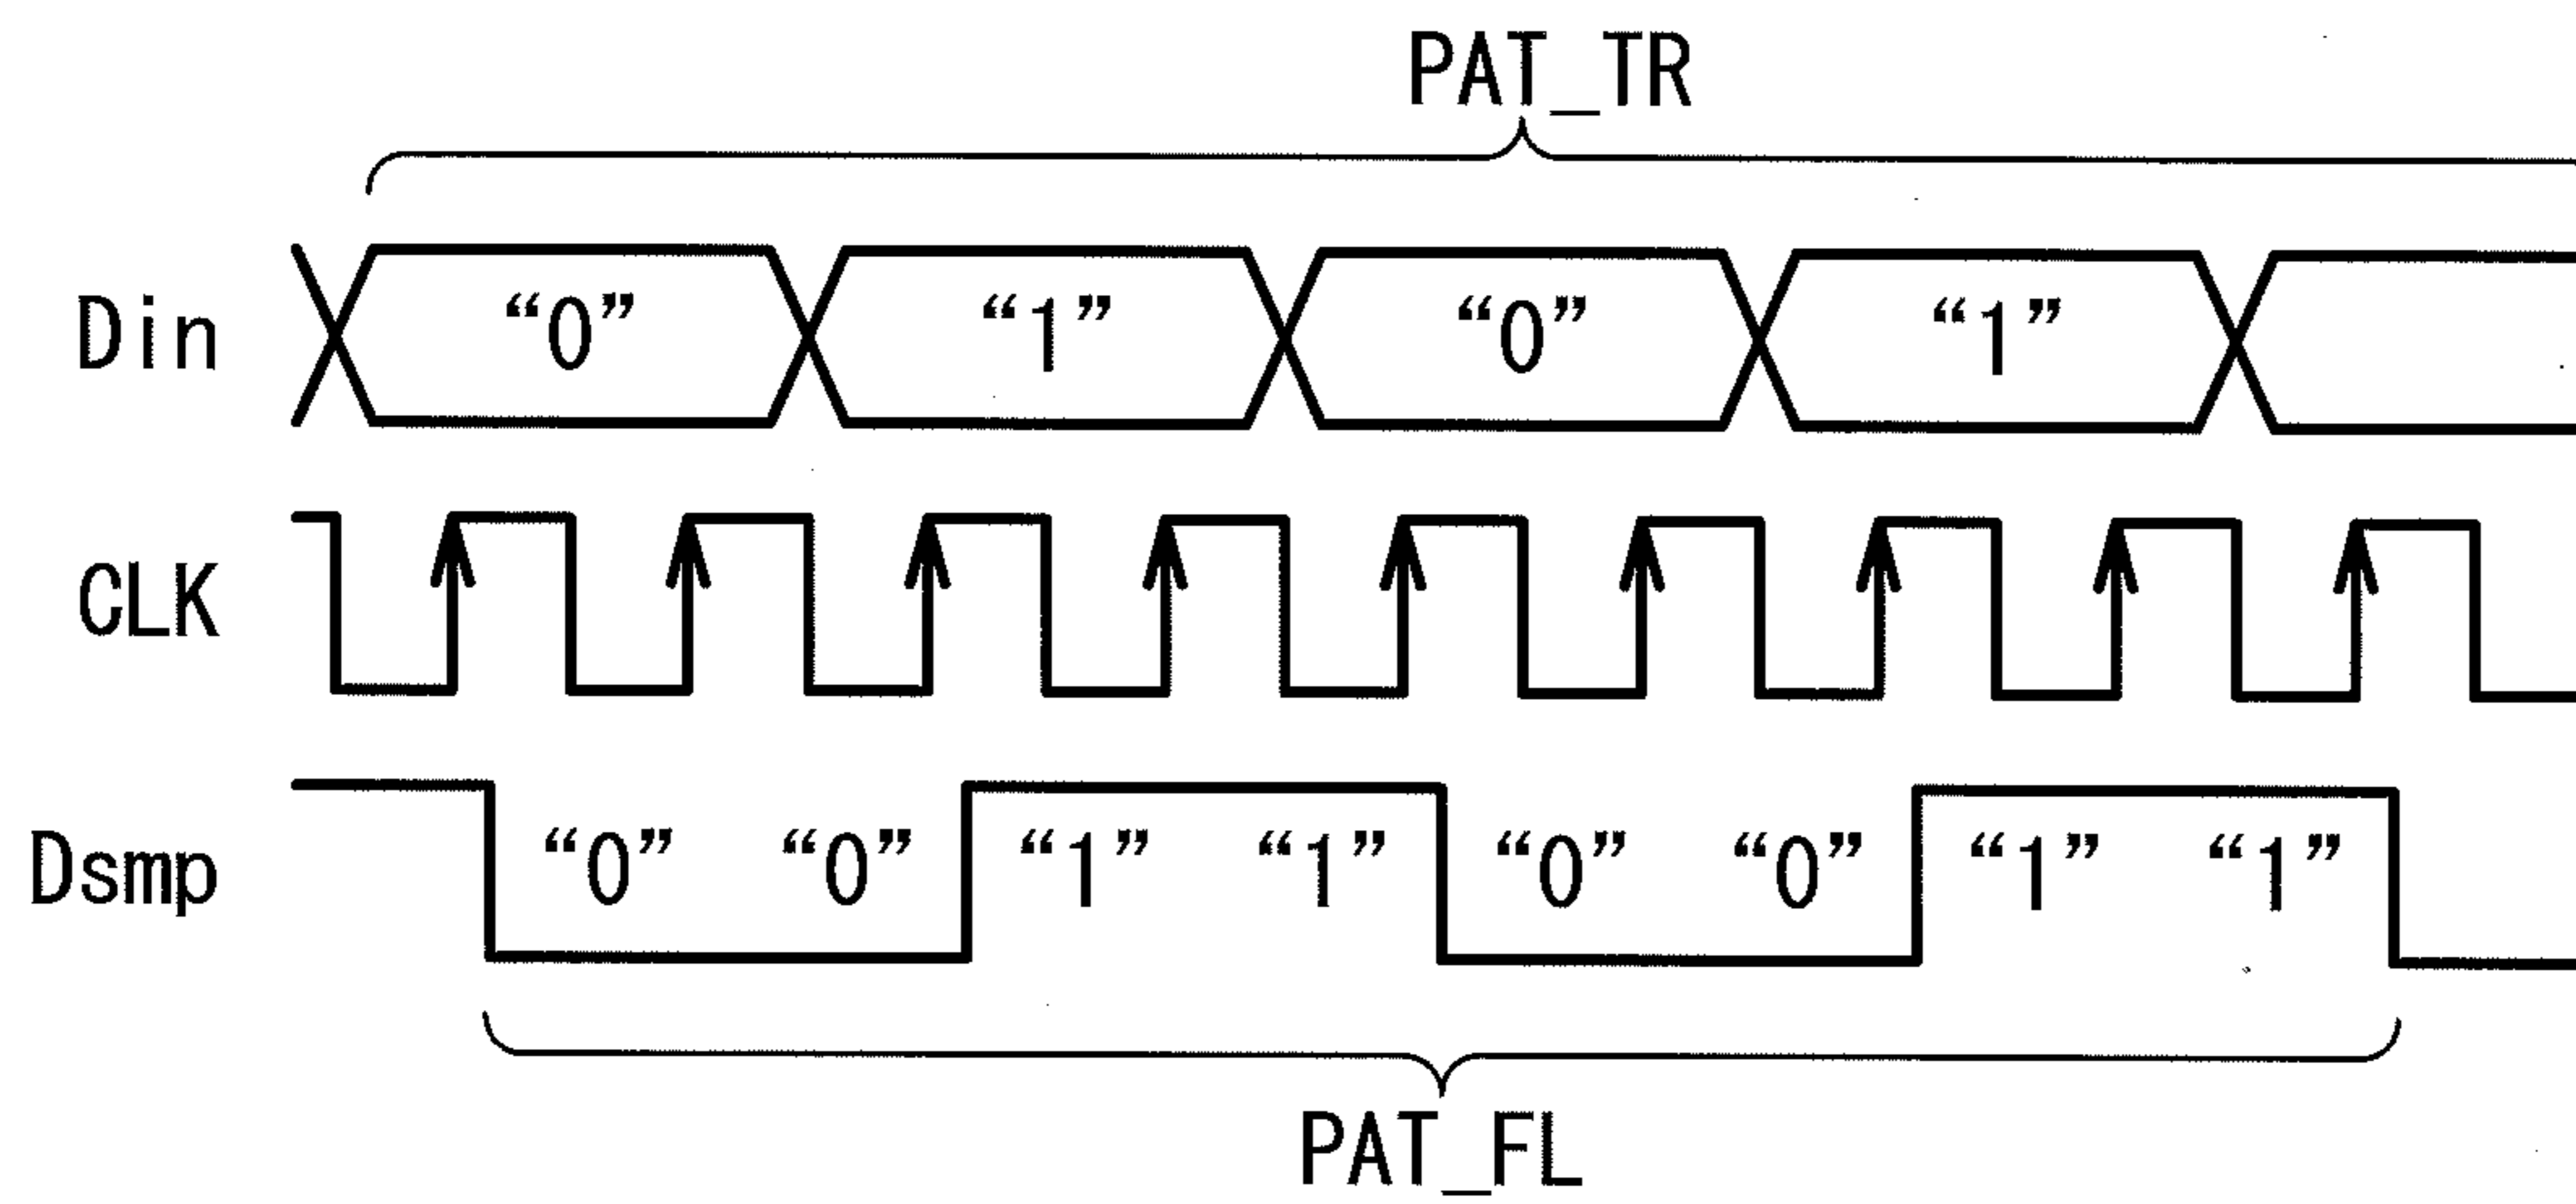 PAT_TR
Din “0” “1” “0” “1”
CLK
Dsmp “0” “0” “1” “1” “0” “0” “1” “1”
PAT_FL